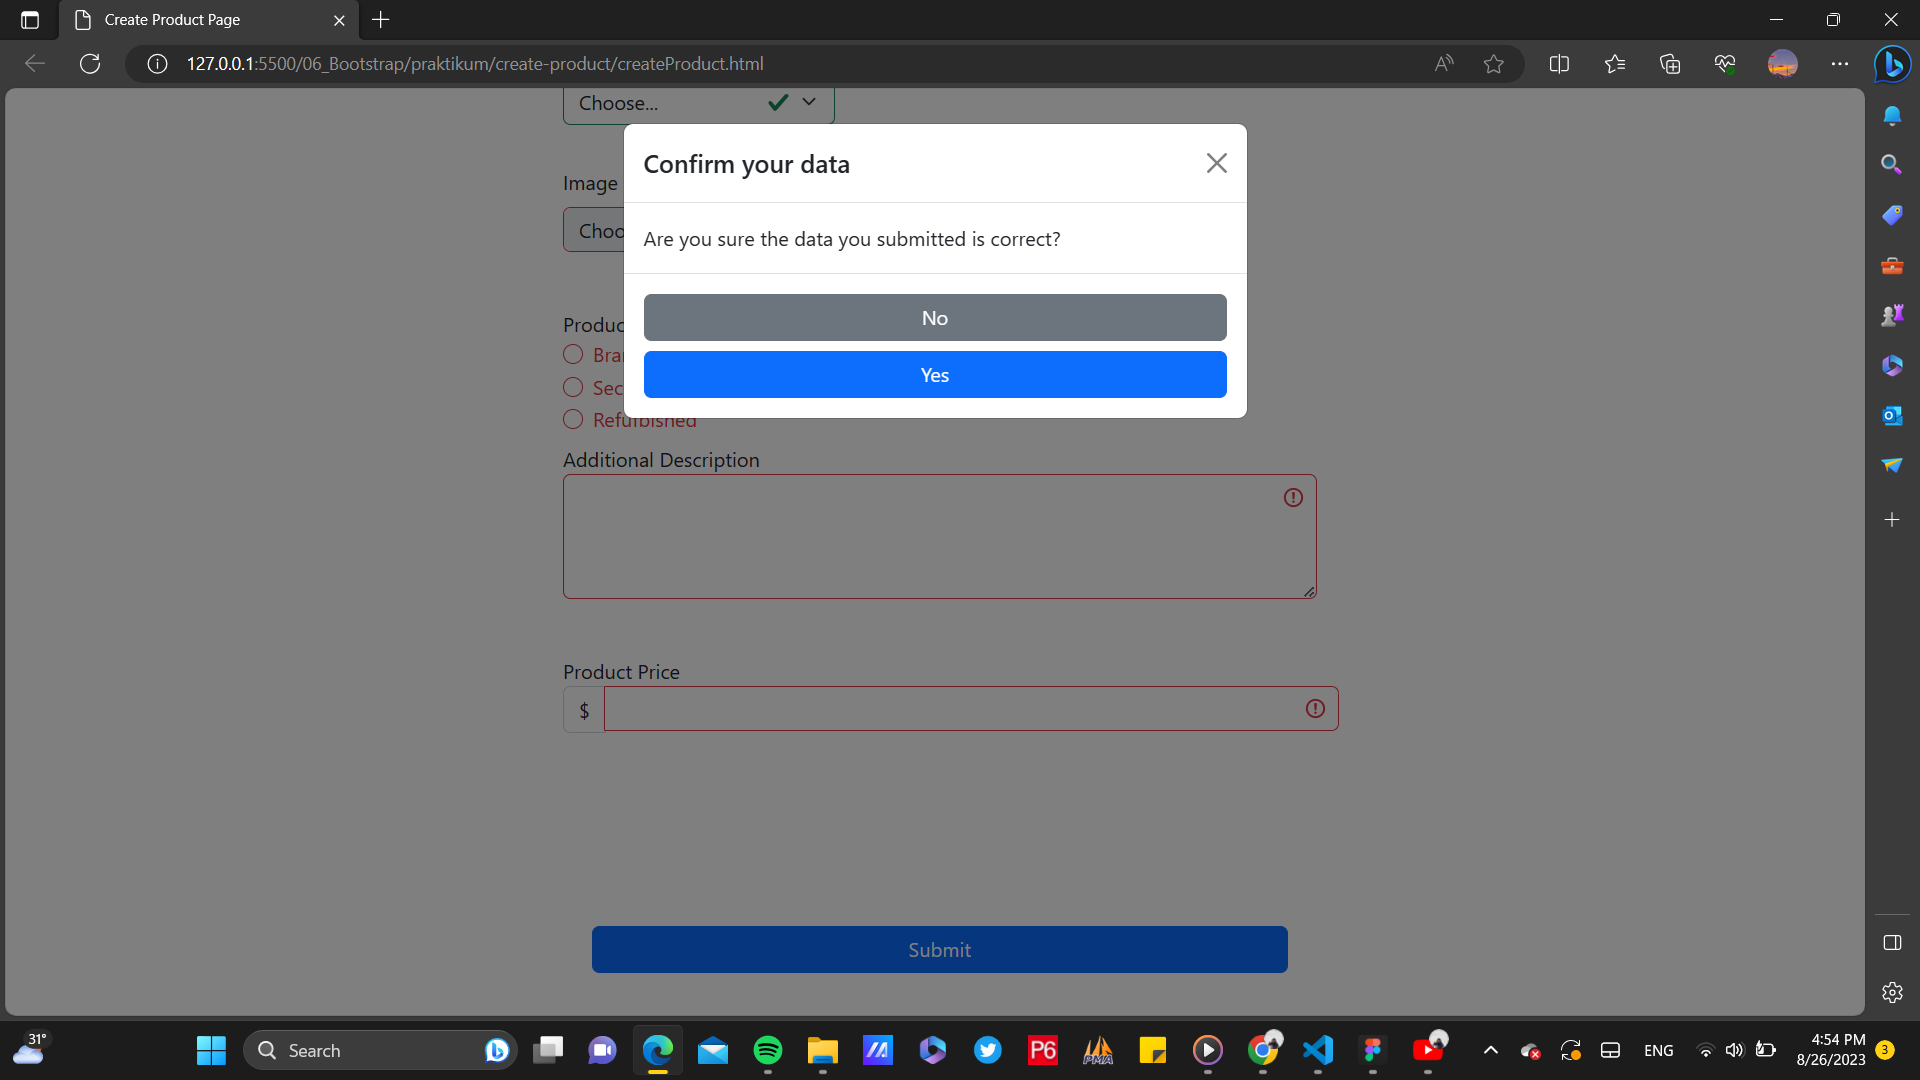 Create Product Page
127.0.0.1:5500/06_Bootstrap/praktikum/create-product/createProduct.html
Choose...
Confirm your data
Image
Are you sure the data you submitted is correct?
Choo
No
Produc
Bra
Yes
Sec
Refurbished
Additional Description
Product Price
$
Submit
31°
Search
P6
PMA
ENG
4:54 PM
8/26/2023
3